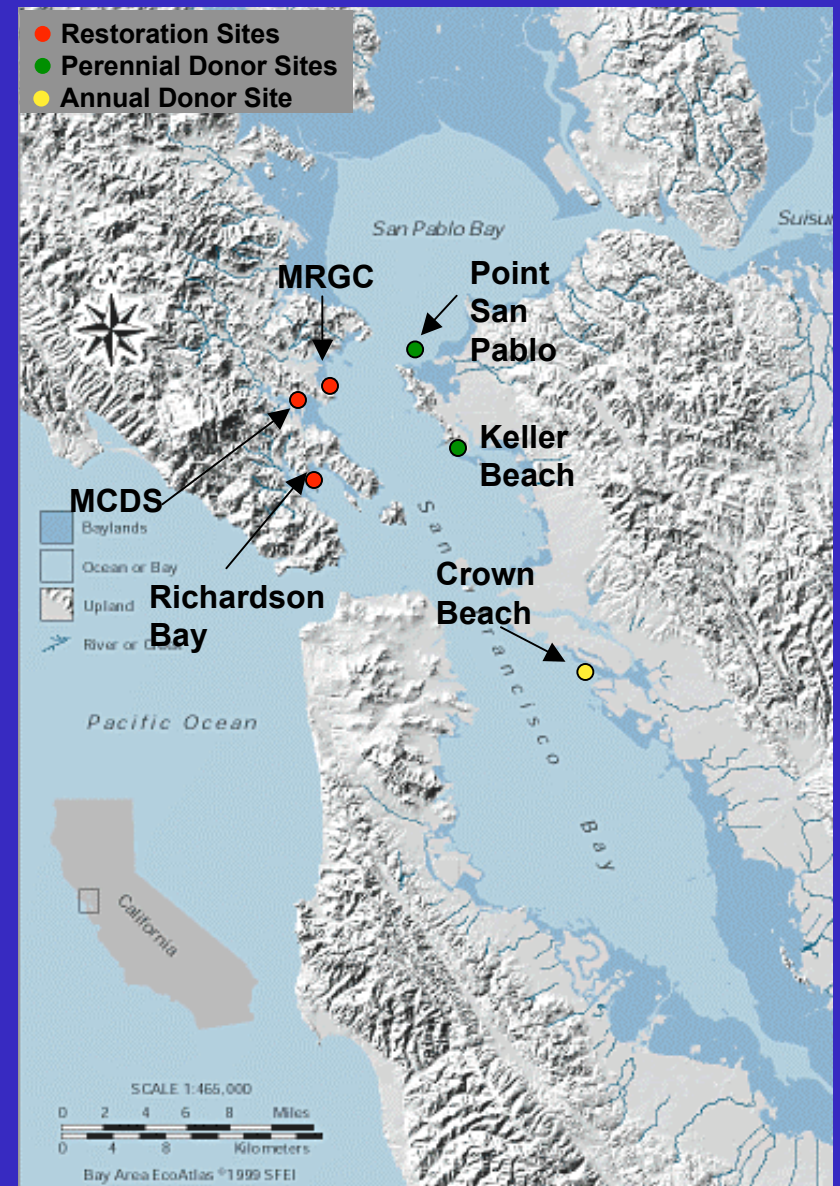 Restoration Sites
Perennial Donor Sites
Annual Donor Site
San Pablo Bay
MRGC
Point
San
Pablo
N
Keller
Beach
MCDS
Baylands
Ocean or Bay
Upland
River or
Richardson
Bay
Crown
Beach
San Francisco Bay
Pacific Ocean
California
SCALE 1:465,000
0 2 4 6 8 Miles
0 4 8 Kilometers
Bay Area EcoAtlas ©1999 SFEI